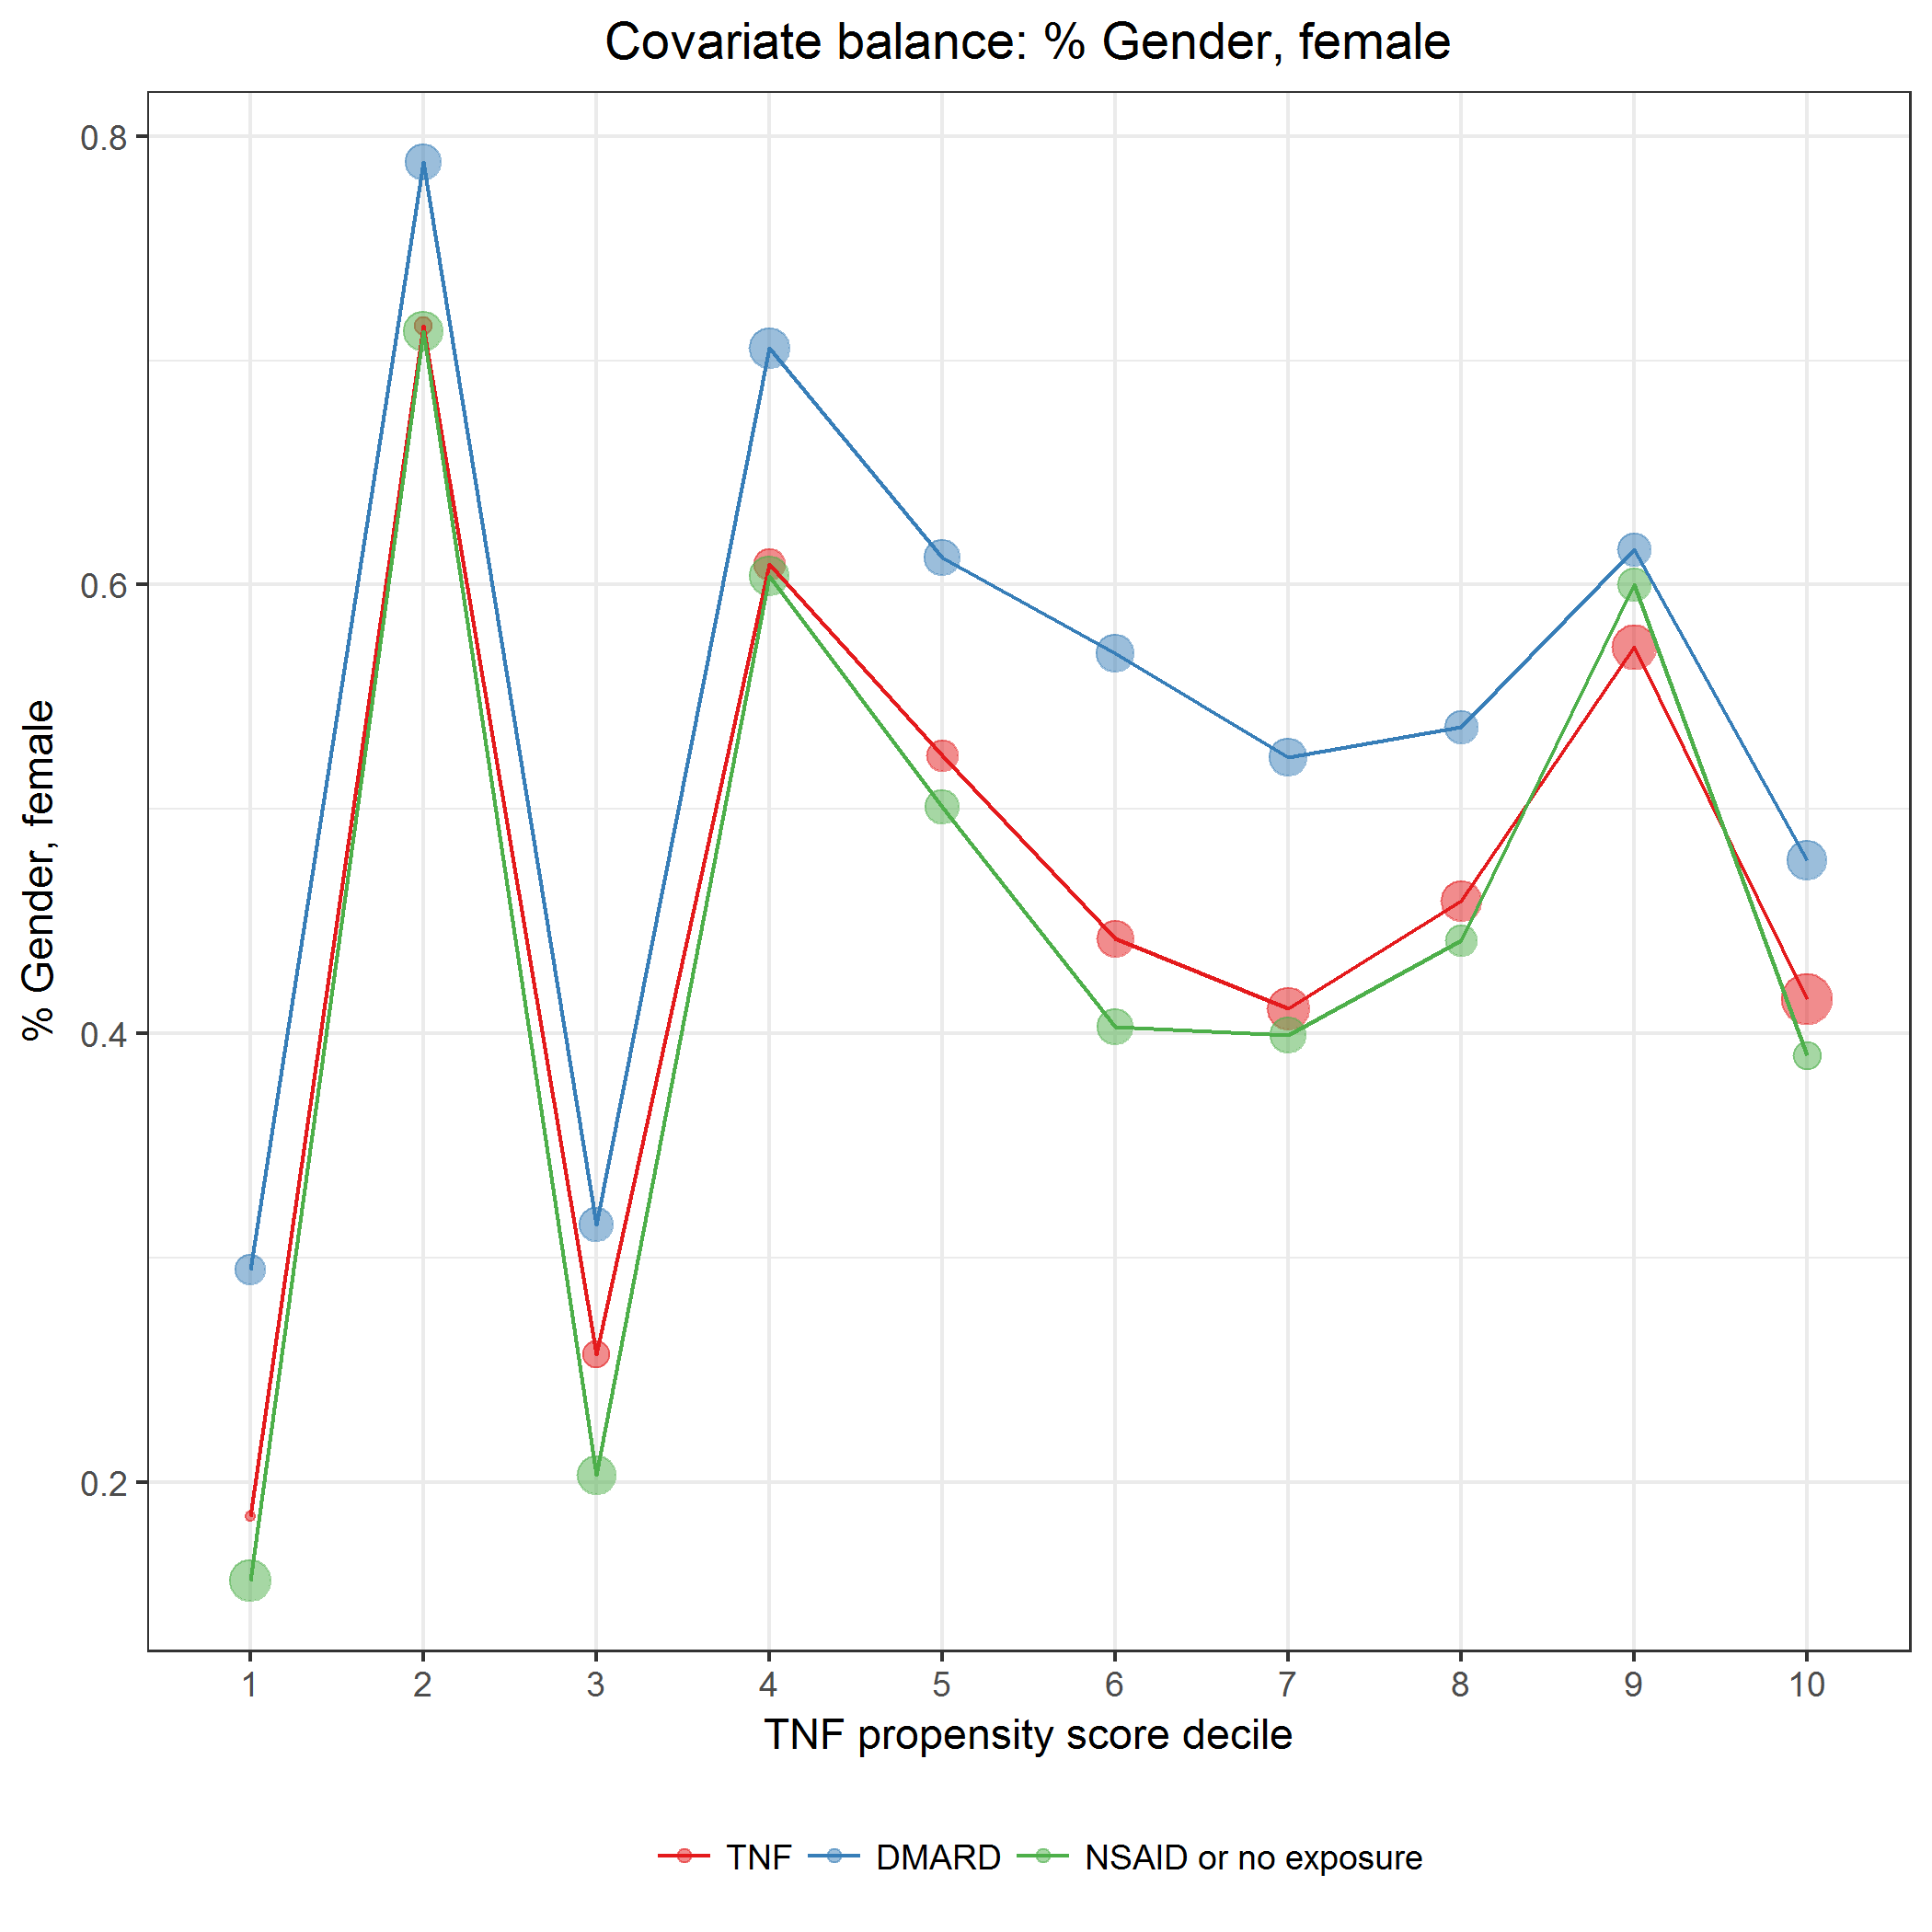 Covariate balance: % Gender, female
% Gender, female
0.8
0.6
0.4
0.2
1 2 3 4 5 6 7 8 9 10
TNF propensity score decile
TNF DMARD NSAID or no exposure